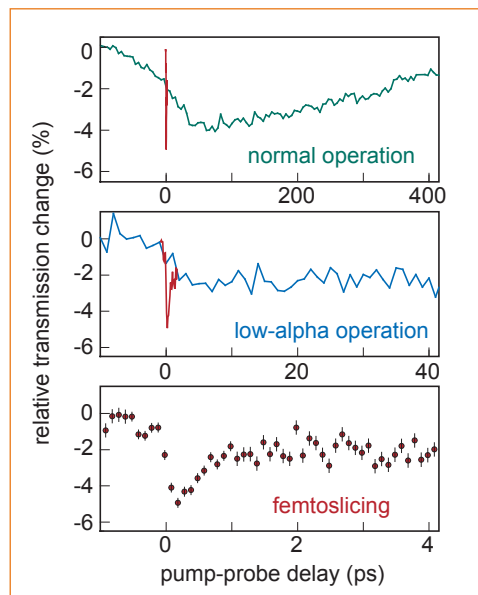 relative transmission change (%)
0
-2
-4
-6
normal operation
0 200 400
0
-2
-4
-6
low-alpha operation
0 20 40
0
-2
-4
-6
femtoslicing
0 2 4
pump-probe delay (ps)